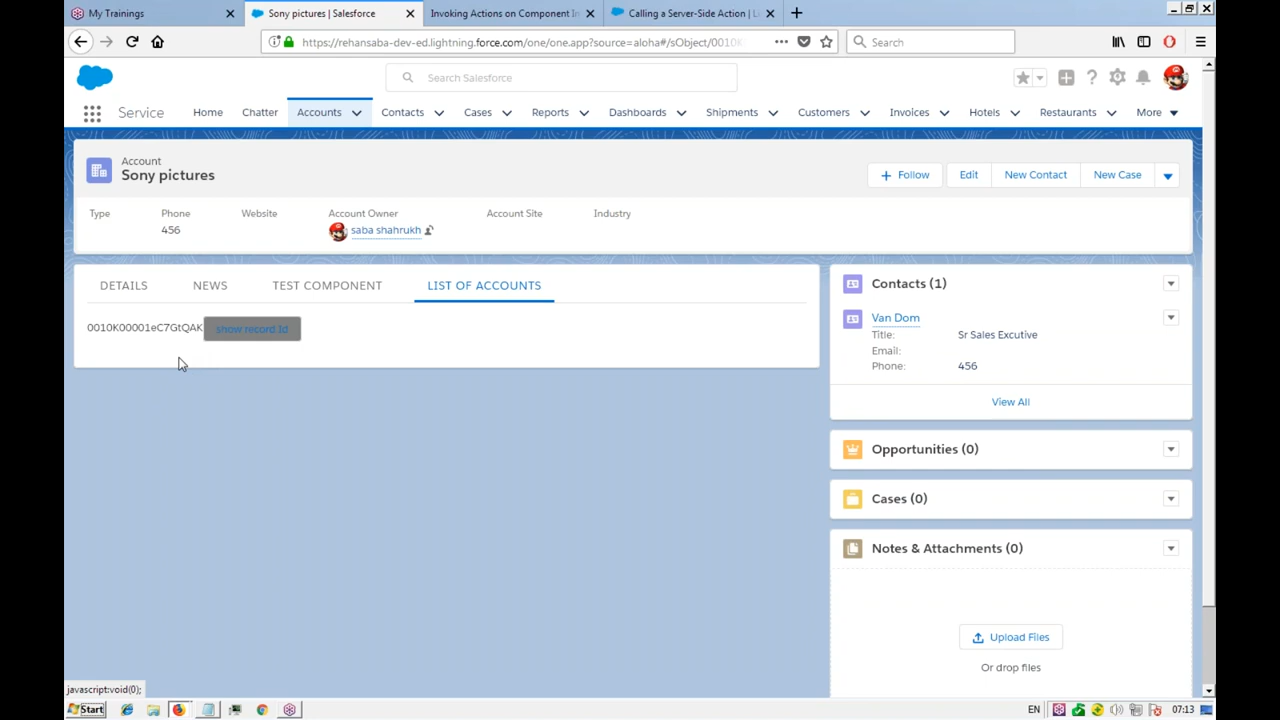 My Trainings
Sony pictures | Salesforce
Invoking Actions on Component In
Calling a Server-Side Action | Li
https://rehansaba-dev-ed.lightning.force.com/one/one.app?source=aloha#/sObject/0010K
Search
Search Salesforce
Service
Home
Chatter
Accounts
Contacts
Cases
Reports
Dashboards
Shipments
Customers
Invoices
Hotels
Restaurants
More
Account
Sony pictures
+ Follow
Edit
New Contact
New Case
Type
Phone
Website
Account Owner
Account Site
Industry
456
saba shahrukh
DETAILS
NEWS
TEST COMPONENT
LIST OF ACCOUNTS
0010K00001eC7GtQAK
show record Id
Contacts (1)
Van Dom
Title: Sr Sales Excutive
Email:
Phone: 456
View All
Opportunities (0)
Cases (0)
Notes & Attachments (0)
Upload Files
Or drop files
javascript:void(0);
Start
EN
07:13